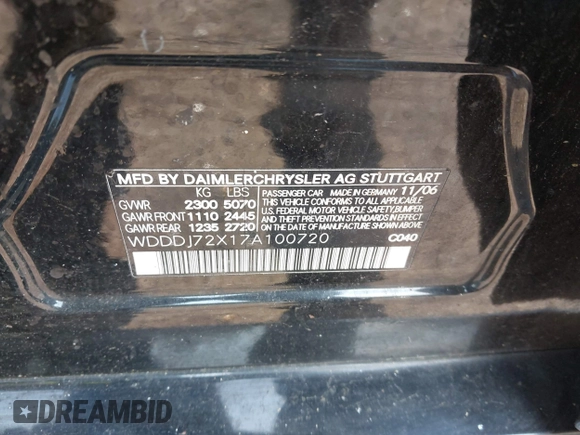 MFD BY DAIMLERCHRYSLER AG STUTTGART
KG LBS
GVWR 2300 5070
GAWR FRONT 1110 2445
GAWR REAR 1235 2720
PASSENGER CAR MADE IN GERMANY 11/06
THIS VEHICLE CONFORMS TO ALL APPLICABLE
U.S. FEDERAL MOTOR VEHICLE SAFETY,BUMPER
AND THEFT PREVENTION STANDARDS IN EFFECT
ON THE DATE OF MANUFACTURE SHOWN ABOVE
WDDDJ72X17A100720 C040
DREAMBID